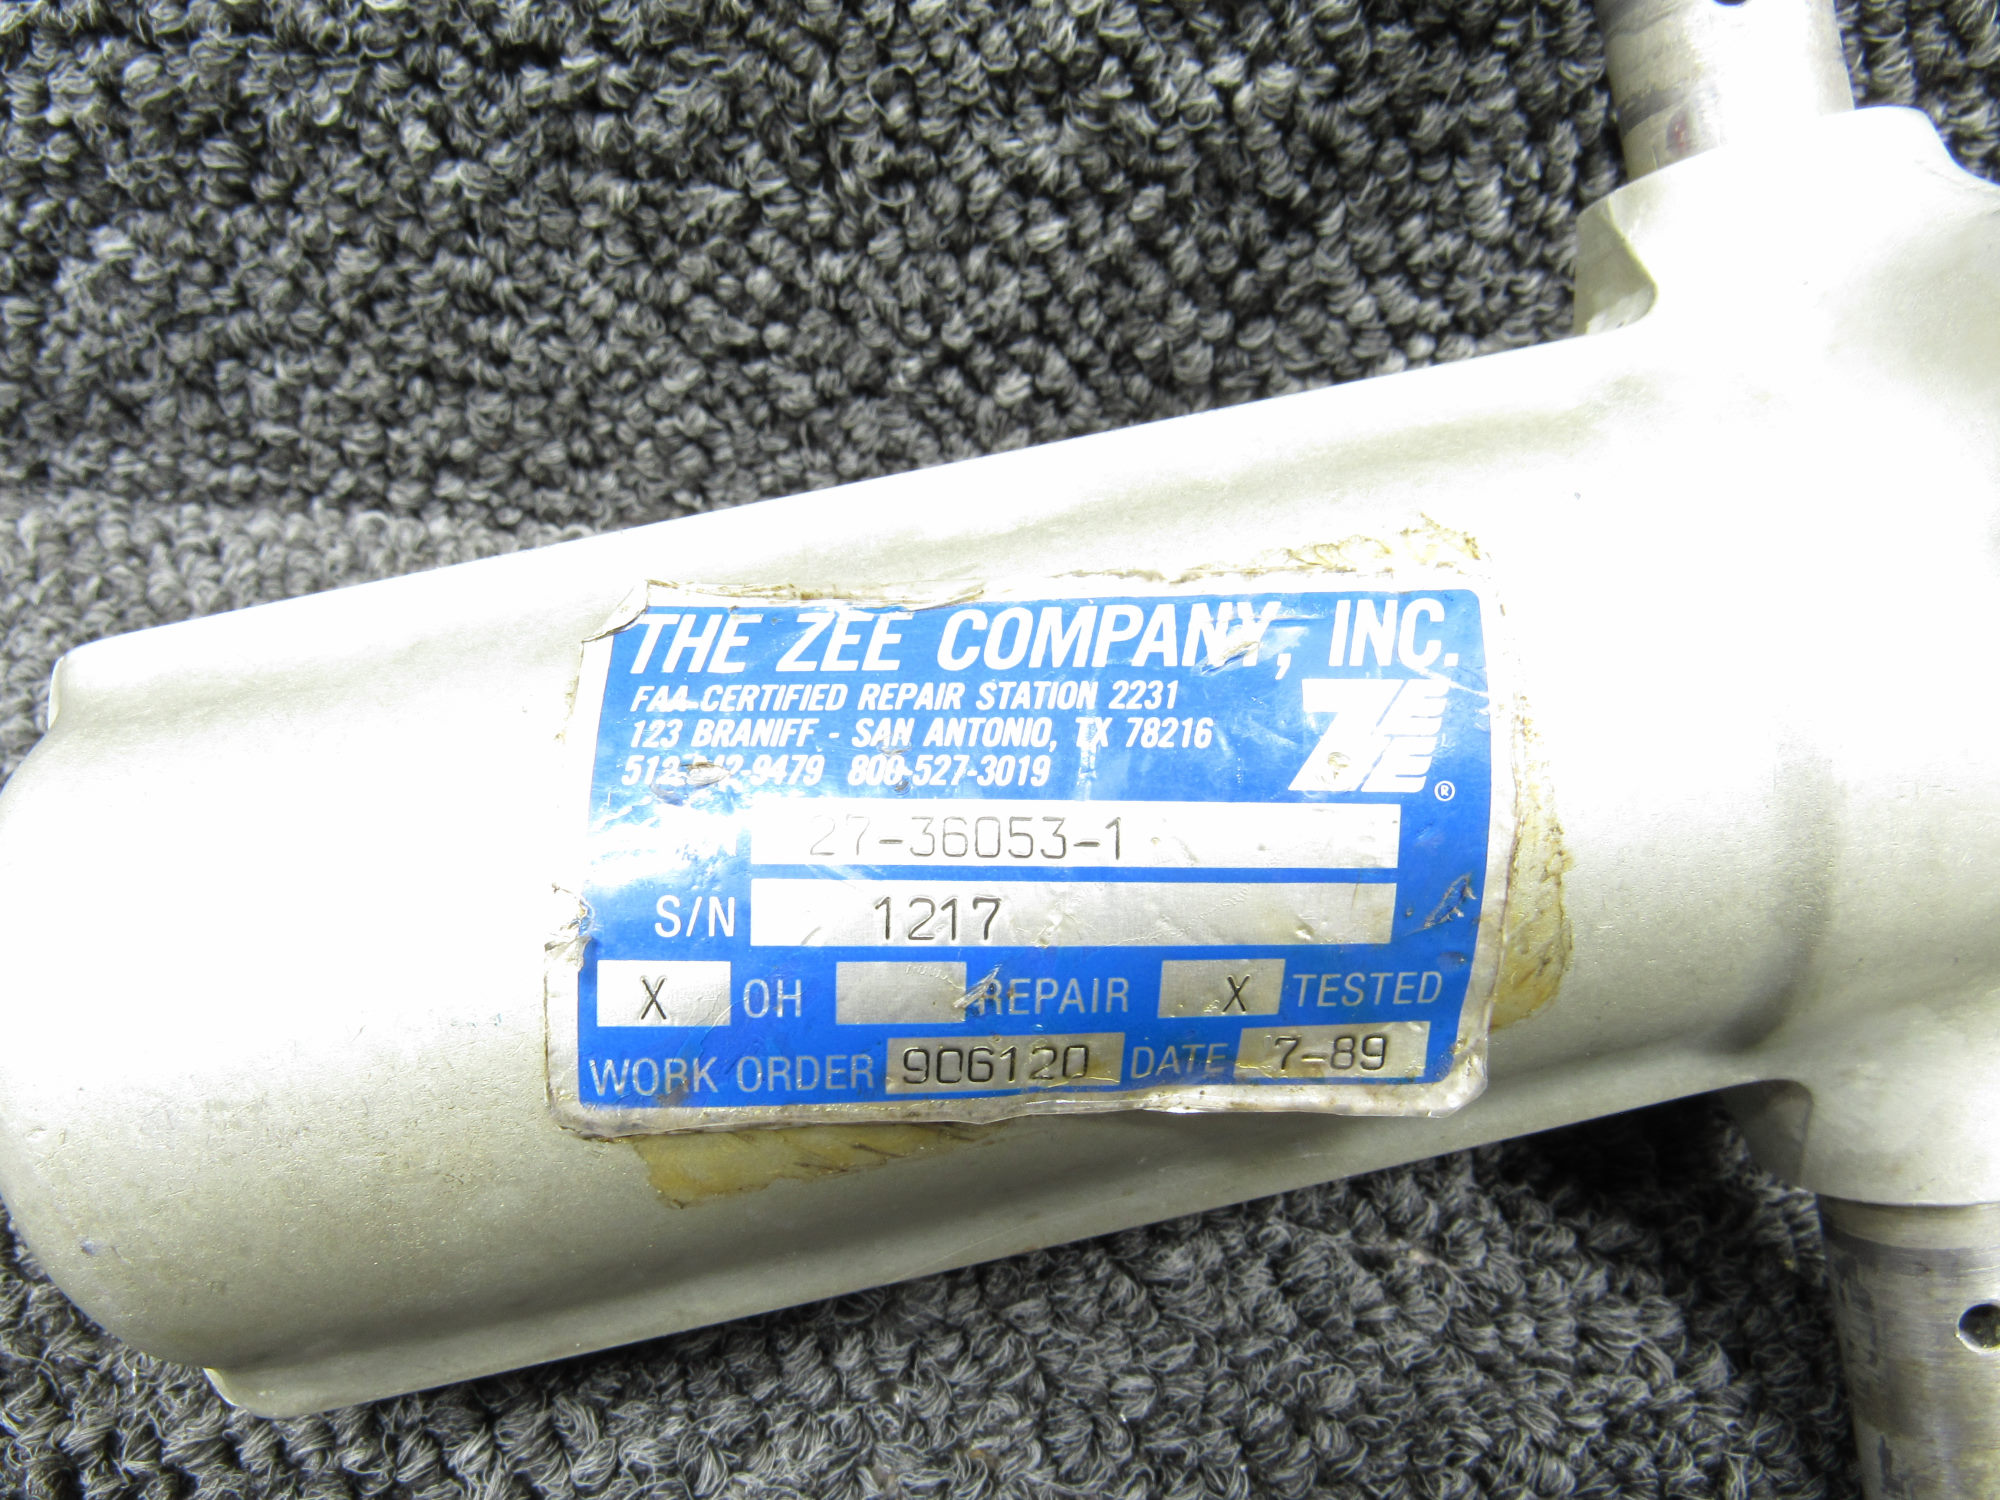 THE ZEE COMPANY, INC.
FAA CERTIFIED REPAIR STATION 2231
123 BRANIFF - SAN ANTONIO, TX 78216
800-527-3019
ZEE ®
27-36053-1
S/N 1217
X OH REPAIR X TESTED
WORK ORDER 906120 DATE 7-89